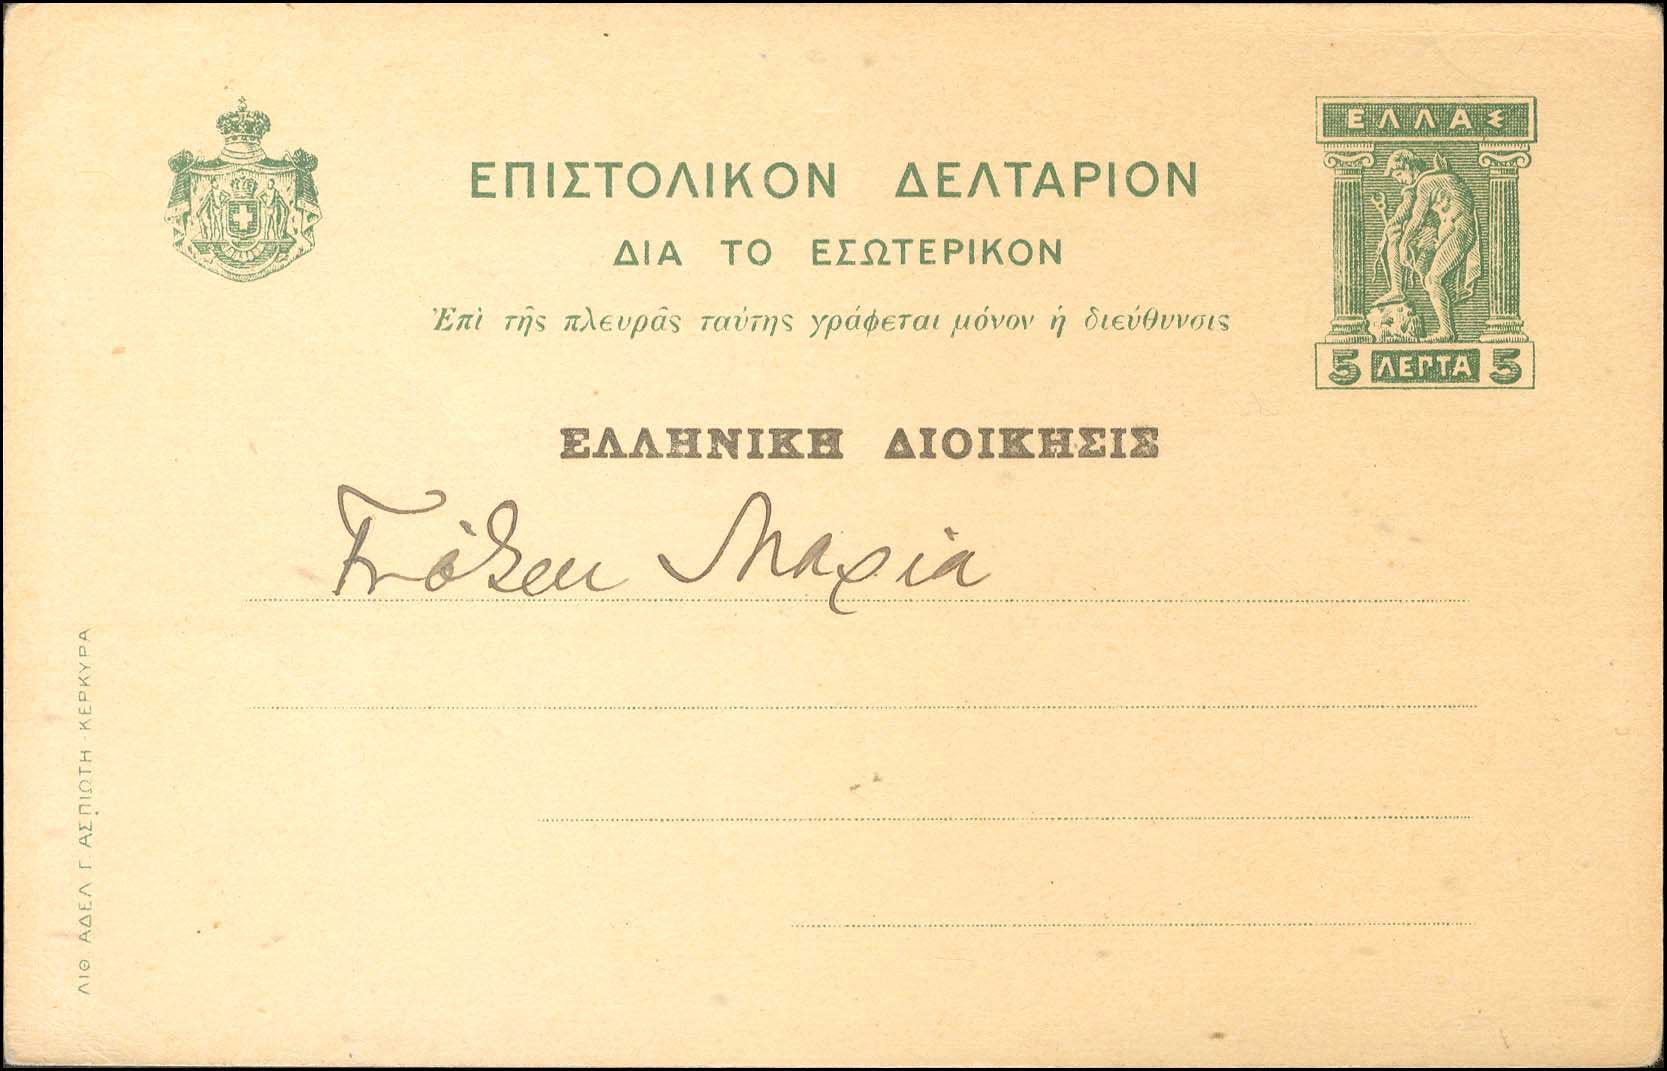 ΕΛΛΑΣ
ΕΠΙΣΤΟΛΙΚΟΝ ΔΕΛΤΑΡΙΟΝ
ΔΙΑ ΤΟ ΕΣΩΤΕΡΙΚΟΝ
Ἐπὶ τῆς πλευρᾶς ταύτης γράφεται μόνον ἡ διεύθυνσις
5 ΛΕΠΤΑ 5
ΕΛΛΗΝΙΚΗ ΔΙΟΙΚΗΣΙΣ
Μαρία
ΛΙΘ ΑΔΕΛ Γ. ΑΣΠΙΩΤΗ - ΚΕΡΚΥΡΑ